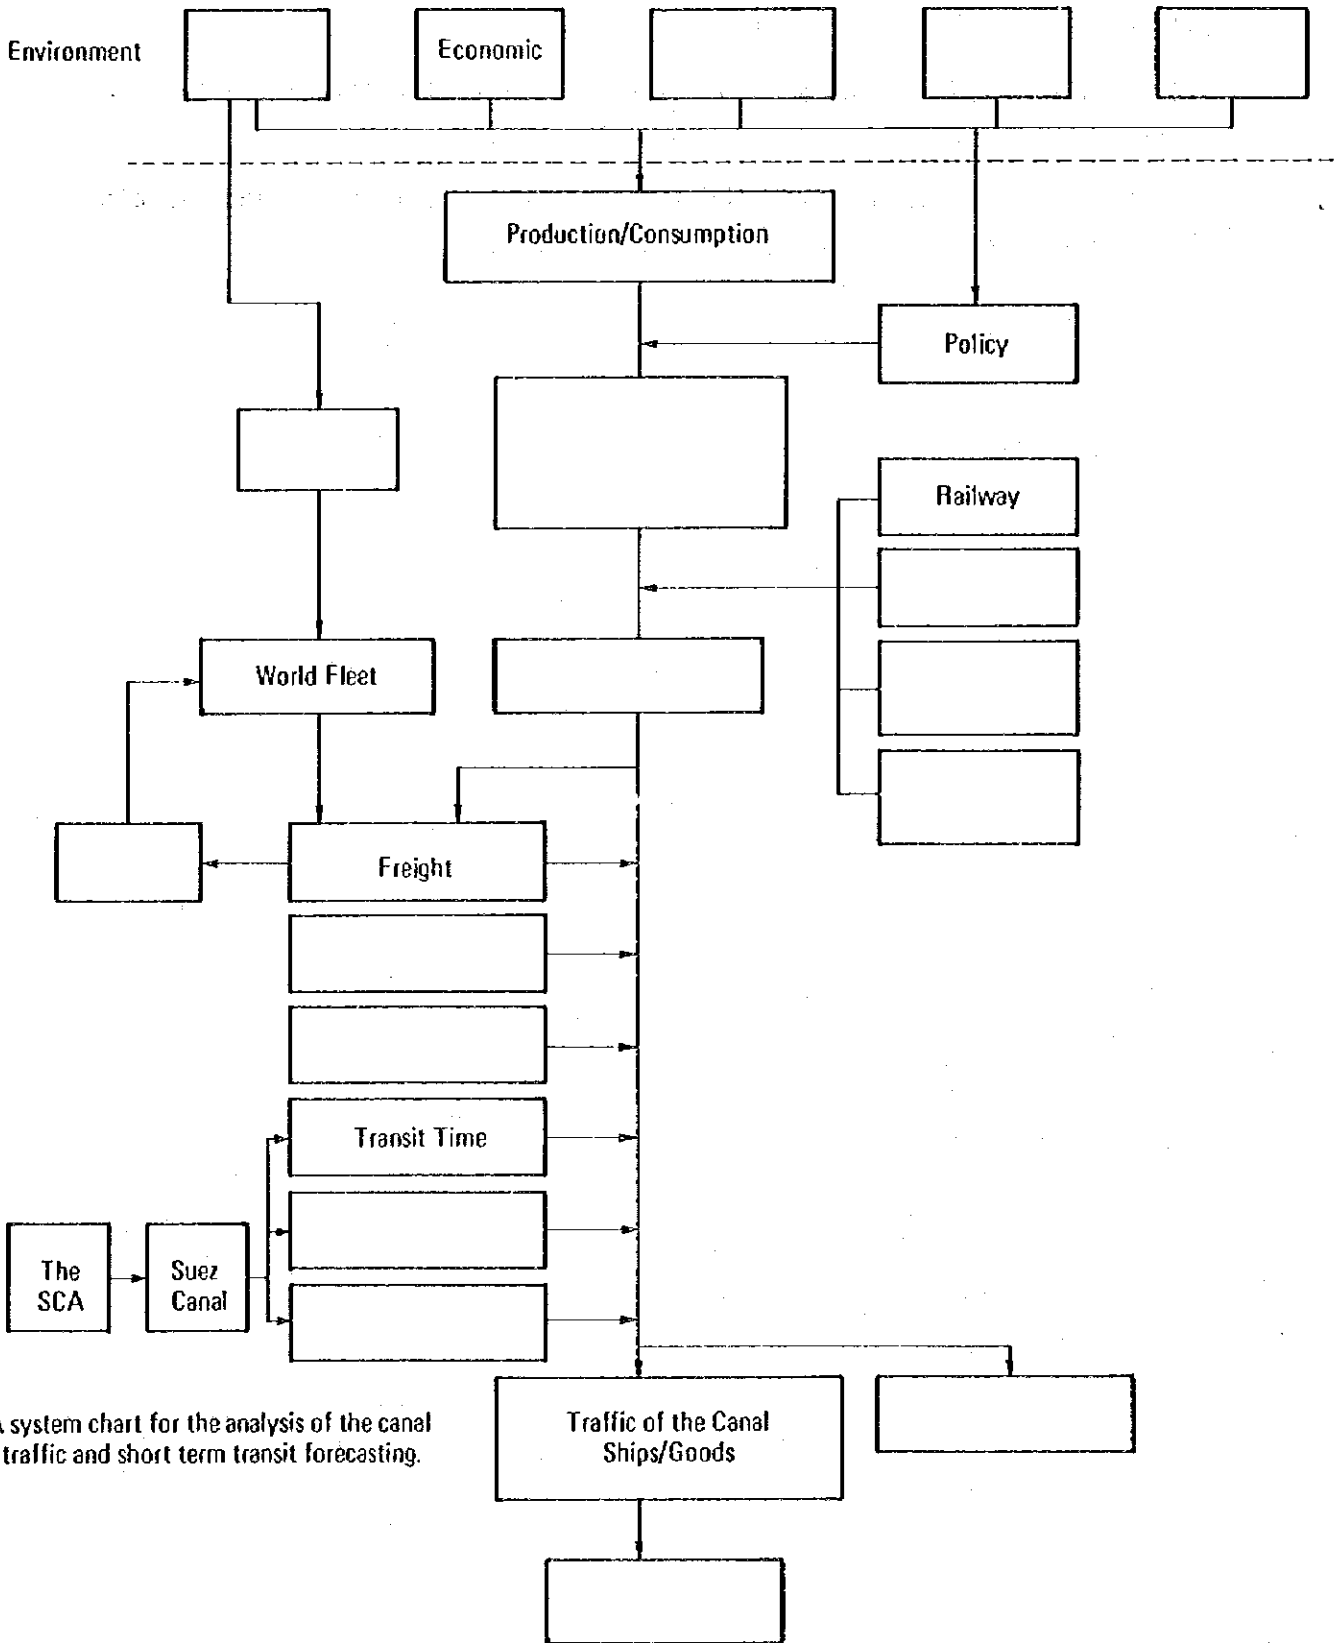 Environment
Economic
Production/Consumption
Policy
Railway
World Fleet
Freight
Transit Time
The
SCA
Suez
Canal
A system chart for the analysis of the canal
traffic and short term transit forecasting.
Traffic of the Canal
Ships/Goods